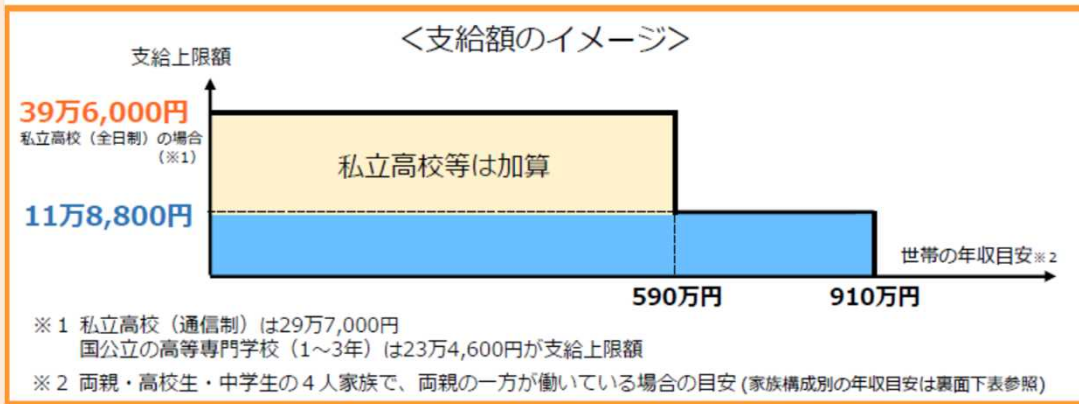 ＜支給額のイメージ＞
支給上限額
39万6,000円
私立高校（全日制）の場合
（※1）
私立高校等は加算
11万8,800円
世帯の年収目安※2
590万円
910万円
※１ 私立高校（通信制）は29万7,000円
国公立の高等専門学校（1～3年）は23万4,600円が支給上限額
※２ 両親・高校生・中学生の４人家族で、両親の一方が働いている場合の目安 (家族構成別の年収目安は裏面下表参照)